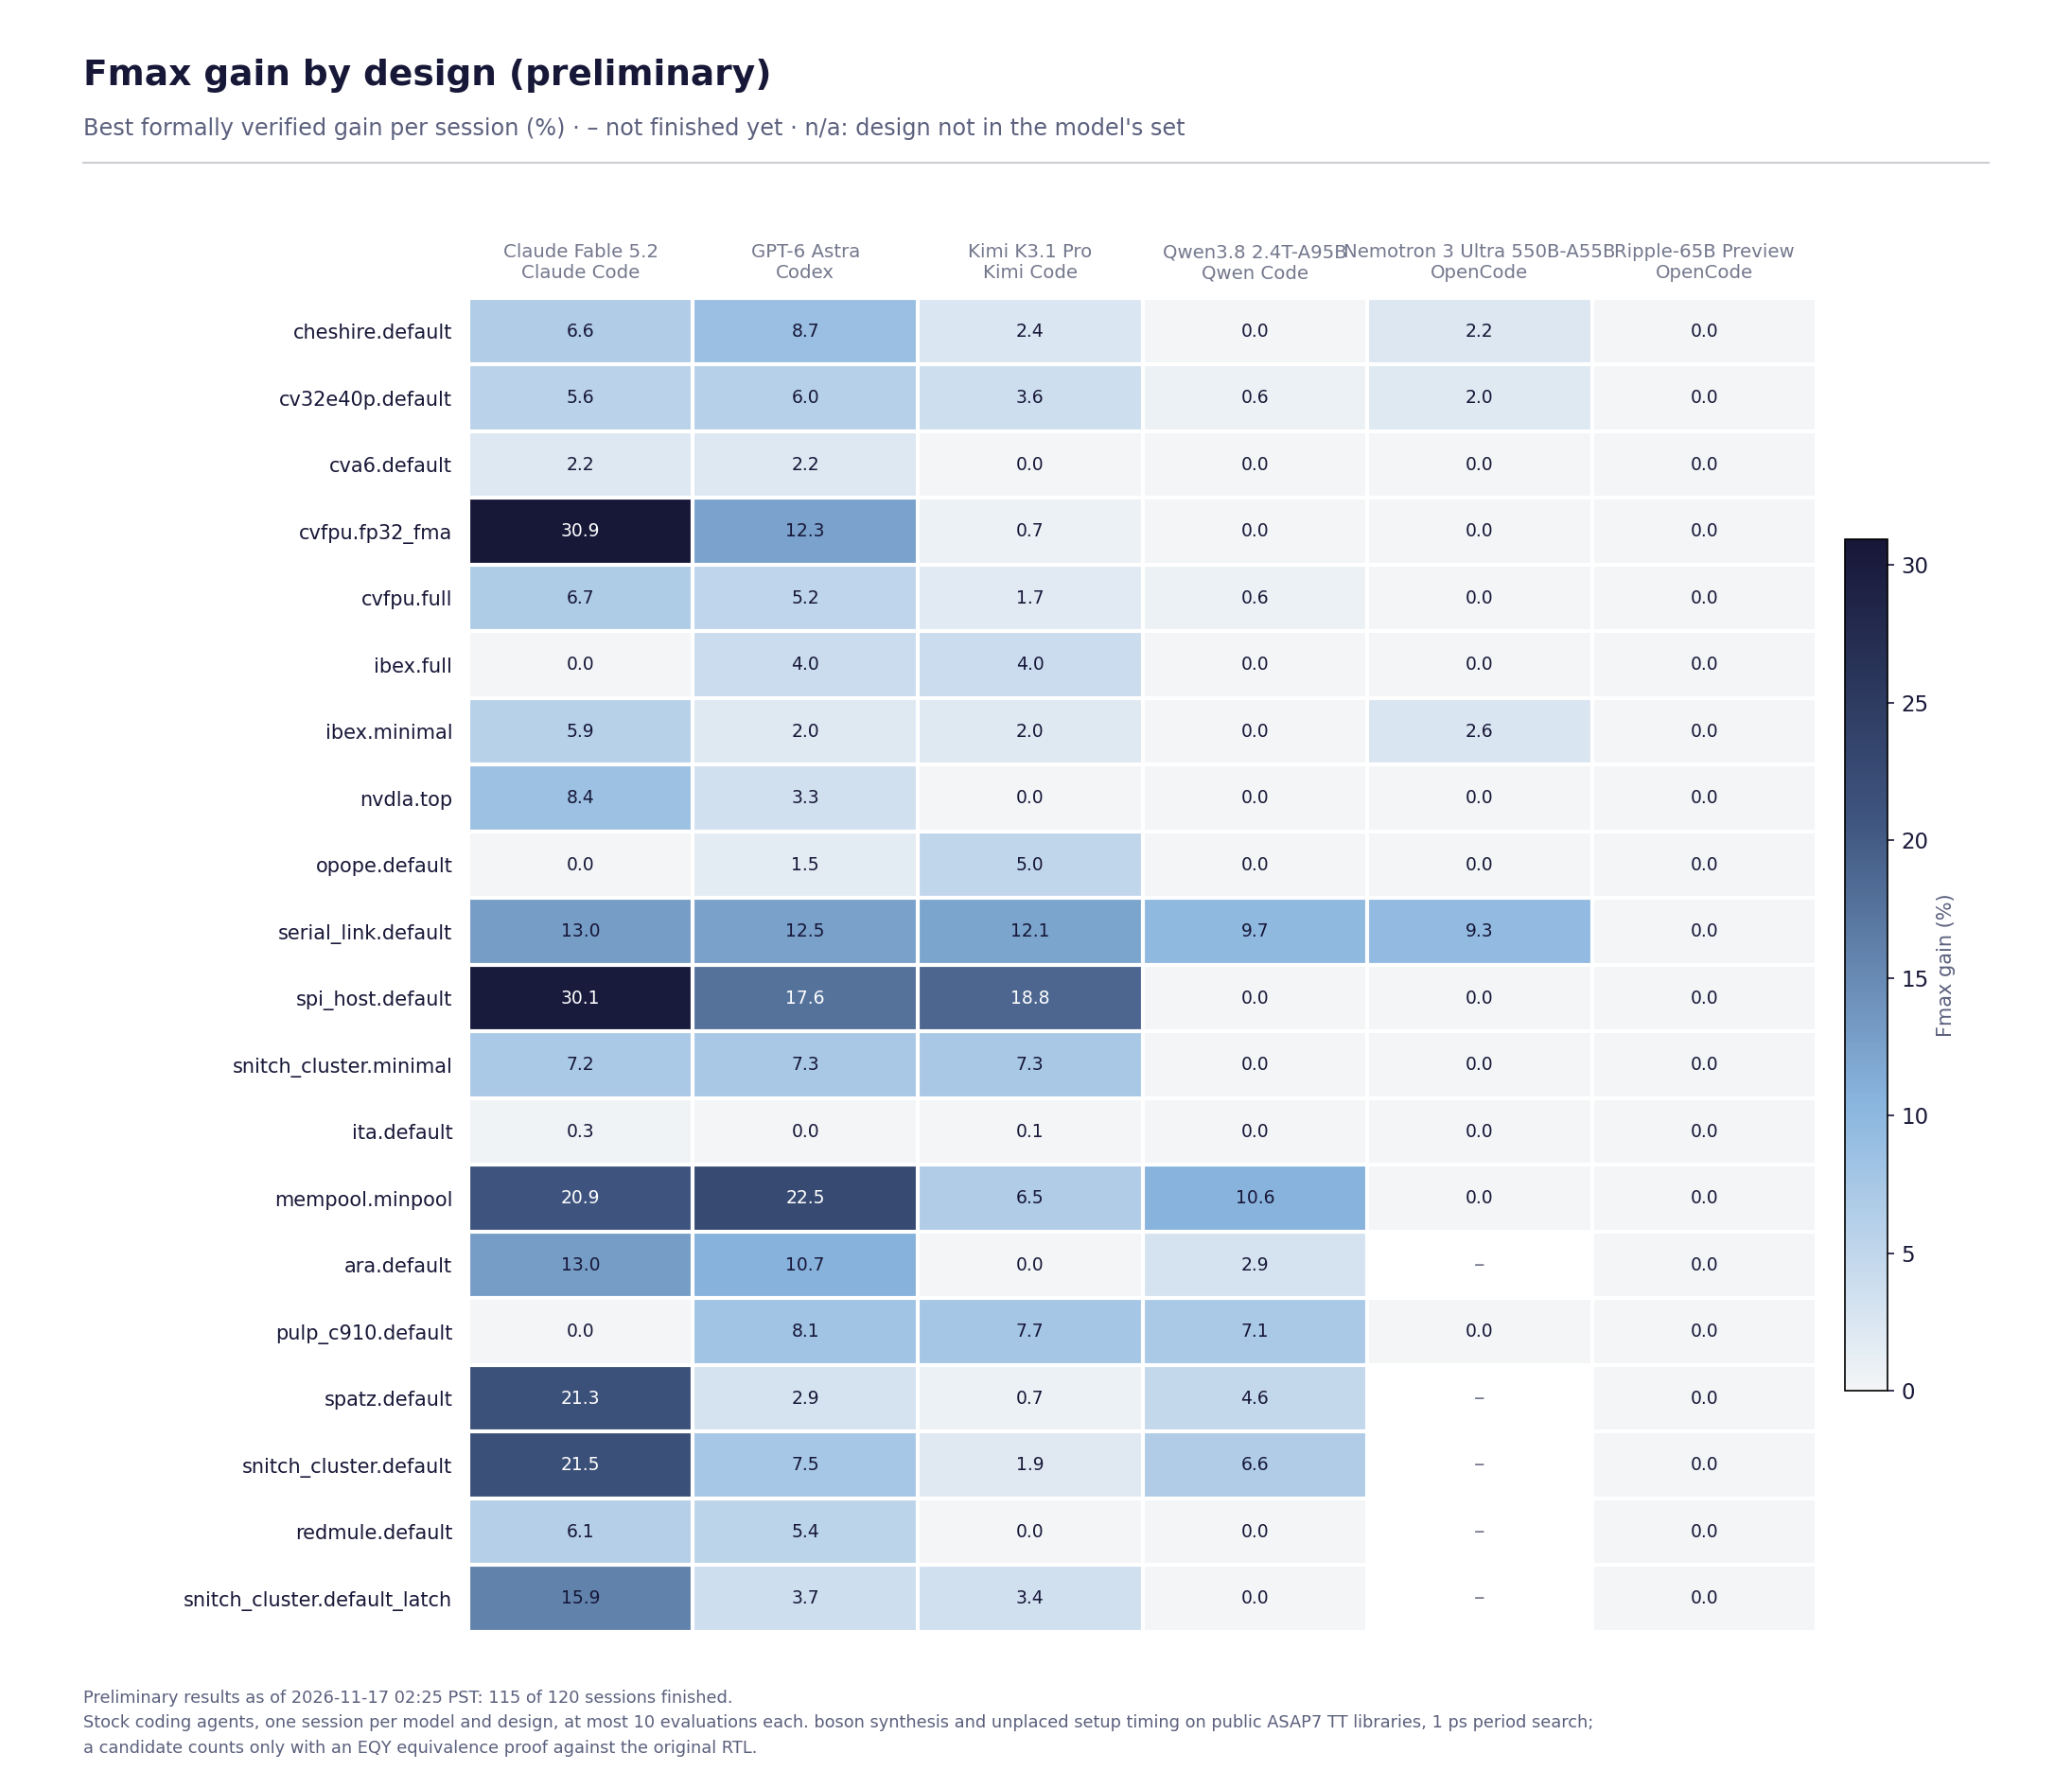 Fmax gain by design (preliminary)
Best formally verified gain per session (%) · – not finished yet · n/a: design not in the model's set
Claude Fable 5.2 GPT-6 Astra Kimi K3.1 Pro Qwen3.8 2.4T-A95B Nemotron 3 Ultra 550B-A55B Ripple-65B Preview
Claude Code Codex Kimi Code Qwen Code OpenCode OpenCode
cheshire.default 6.6 8.7 2.4 0.0 2.2 0.0
cv32e40p.default 5.6 6.0 3.6 0.6 2.0 0.0
cva6.default 2.2 2.2 0.0 0.0 0.0 0.0
cvfpu.fp32_fma 30.9 12.3 0.7 0.0 0.0 0.0
cvfpu.full 6.7 5.2 1.7 0.6 0.0 0.0
ibex.full 0.0 4.0 4.0 0.0 0.0 0.0
ibex.minimal 5.9 2.0 2.0 0.0 2.6 0.0
nvdla.top 8.4 3.3 0.0 0.0 0.0 0.0
opope.default 0.0 1.5 5.0 0.0 0.0 0.0
serial_link.default 13.0 12.5 12.1 9.7 9.3 0.0
spi_host.default 30.1 17.6 18.8 0.0 0.0 0.0
snitch_cluster.minimal 7.2 7.3 7.3 0.0 0.0 0.0
ita.default 0.3 0.0 0.1 0.0 0.0 0.0
mempool.minpool 20.9 22.5 6.5 10.6 0.0 0.0
ara.default 13.0 10.7 0.0 2.9 – 0.0
pulp_c910.default 0.0 8.1 7.7 7.1 0.0 0.0
spatz.default 21.3 2.9 0.7 4.6 – 0.0
snitch_cluster.default 21.5 7.5 1.9 6.6 – 0.0
redmule.default 6.1 5.4 0.0 0.0 – 0.0
snitch_cluster.default_latch 15.9 3.7 3.4 0.0 – 0.0
30
25
20
15
10
5
0
Fmax gain (%)
Preliminary results as of 2026-11-17 02:25 PST: 115 of 120 sessions finished.
Stock coding agents, one session per model and design, at most 10 evaluations each. boson synthesis and unplaced setup timing on public ASAP7 TT libraries, 1 ps period search;
a candidate counts only with an EQY equivalence proof against the original RTL.